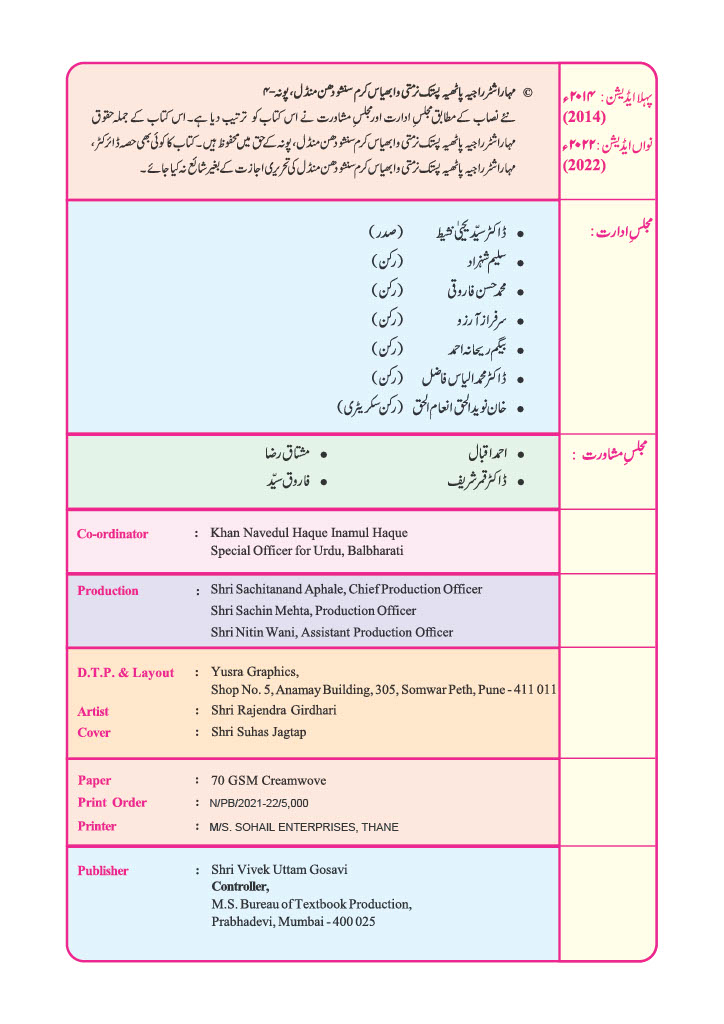 پہلا ایڈیشن : ۲۰۱۴ء
(2014)
نواں ایڈیشن : ۲۰۲۲ء
(2022)
© مہاراشٹر راجیہ پاٹھیہ پستک نرمتی و ابھیاس کرم سنشودھن منڈل، پونہ-۴
نئے نصاب کے مطابق مجلسِ ادارت اور مجلسِ مشاورت نے اس کتاب کو ترتیب دیا ہے۔ اس کتاب کے جملہ حقوق
مہاراشٹر راجیہ پاٹھیہ پستک نرمتی و ابھیاس کرم سنشودھن منڈل، پونہ کے حق میں محفوظ ہیں۔ کتاب کا کوئی بھی حصہ ڈائرکٹر،
مہاراشٹر راجیہ پاٹھیہ پستک نرمتی و ابھیاس کرم سنشودھن منڈل کی تحریری اجازت کے بغیر شائع نہ کیا جائے۔
مجلسِ ادارت :
• ڈاکٹر سیّد یحییٰ نشیط (صدر)
• سلیم شہزاد (رکن)
• محمد حسن فاروقی (رکن)
• سرفراز آرزو (رکن)
• بیگم ریحانہ احمد (رکن)
• ڈاکٹر محمد الیاس فاضل (رکن)
• خان نوید الحق انعام الحق (رکن سکریٹری)
مجلسِ مشاورت :
• احمد اقبال • مشتاق رضا
• ڈاکٹر قمر شریف • فاروق سیّد
Co-ordinator : Khan Navedul Haque Inamul Haque
Special Officer for Urdu, Balbharati
Production : Shri Sachitanand Aphale, Chief Production Officer
Shri Sachin Mehta, Production Officer
Shri Nitin Wani, Assistant Production Officer
D.T.P. & Layout : Yusra Graphics,
Shop No. 5, Anamay Building, 305, Somwar Peth, Pune - 411 011
Artist : Shri Rajendra Girdhari
Cover : Shri Suhas Jagtap
Paper : 70 GSM Creamwove
Print Order : N/PB/2021-22/5,000
Printer : M/S. SOHAIL ENTERPRISES, THANE
Publisher : Shri Vivek Uttam Gosavi
Controller,
M.S. Bureau of Textbook Production,
Prabhadevi, Mumbai - 400 025